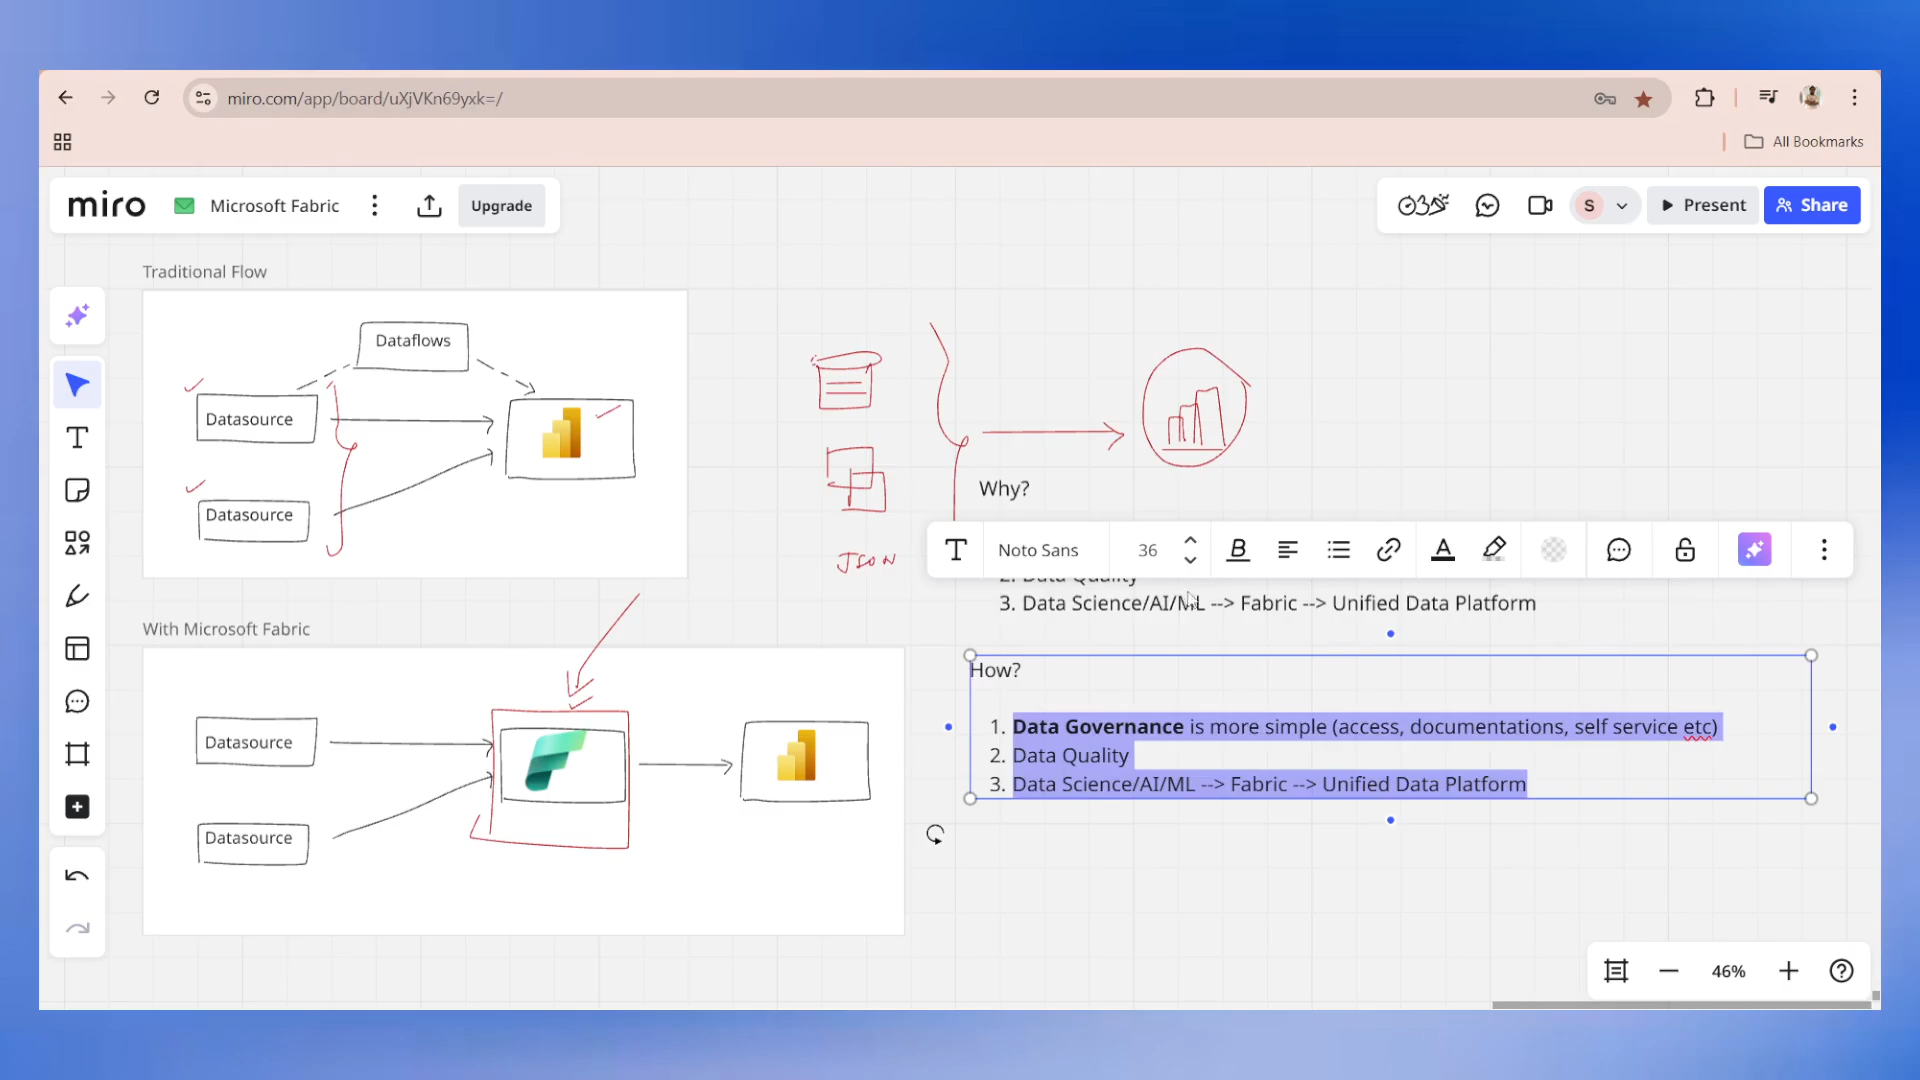 miro.com/app/board/uXjVKn69yxk=/
All Bookmarks
miro
Microsoft Fabric
Upgrade
S
Present
Share
Traditional Flow
Dataflows
Datasource
Datasource
JSON
Why?
T
Noto Sans
36
B
A
2. Data Quality
3. Data Science/AI/ML --> Fabric --> Unified Data Platform
With Microsoft Fabric
Datasource
Datasource
How?
1. Data Governance is more simple (access, documentations, self service etc)
2. Data Quality
3. Data Science/AI/ML --> Fabric --> Unified Data Platform
46%